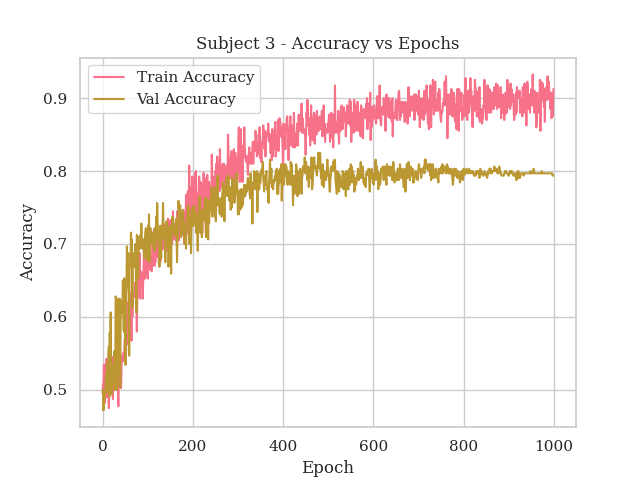 Subject 3 - Accuracy vs Epochs
Train Accuracy
Val Accuracy
0.9
0.8
0.7
0.6
0.5
Accuracy
0 200 400 600 800 1000
Epoch